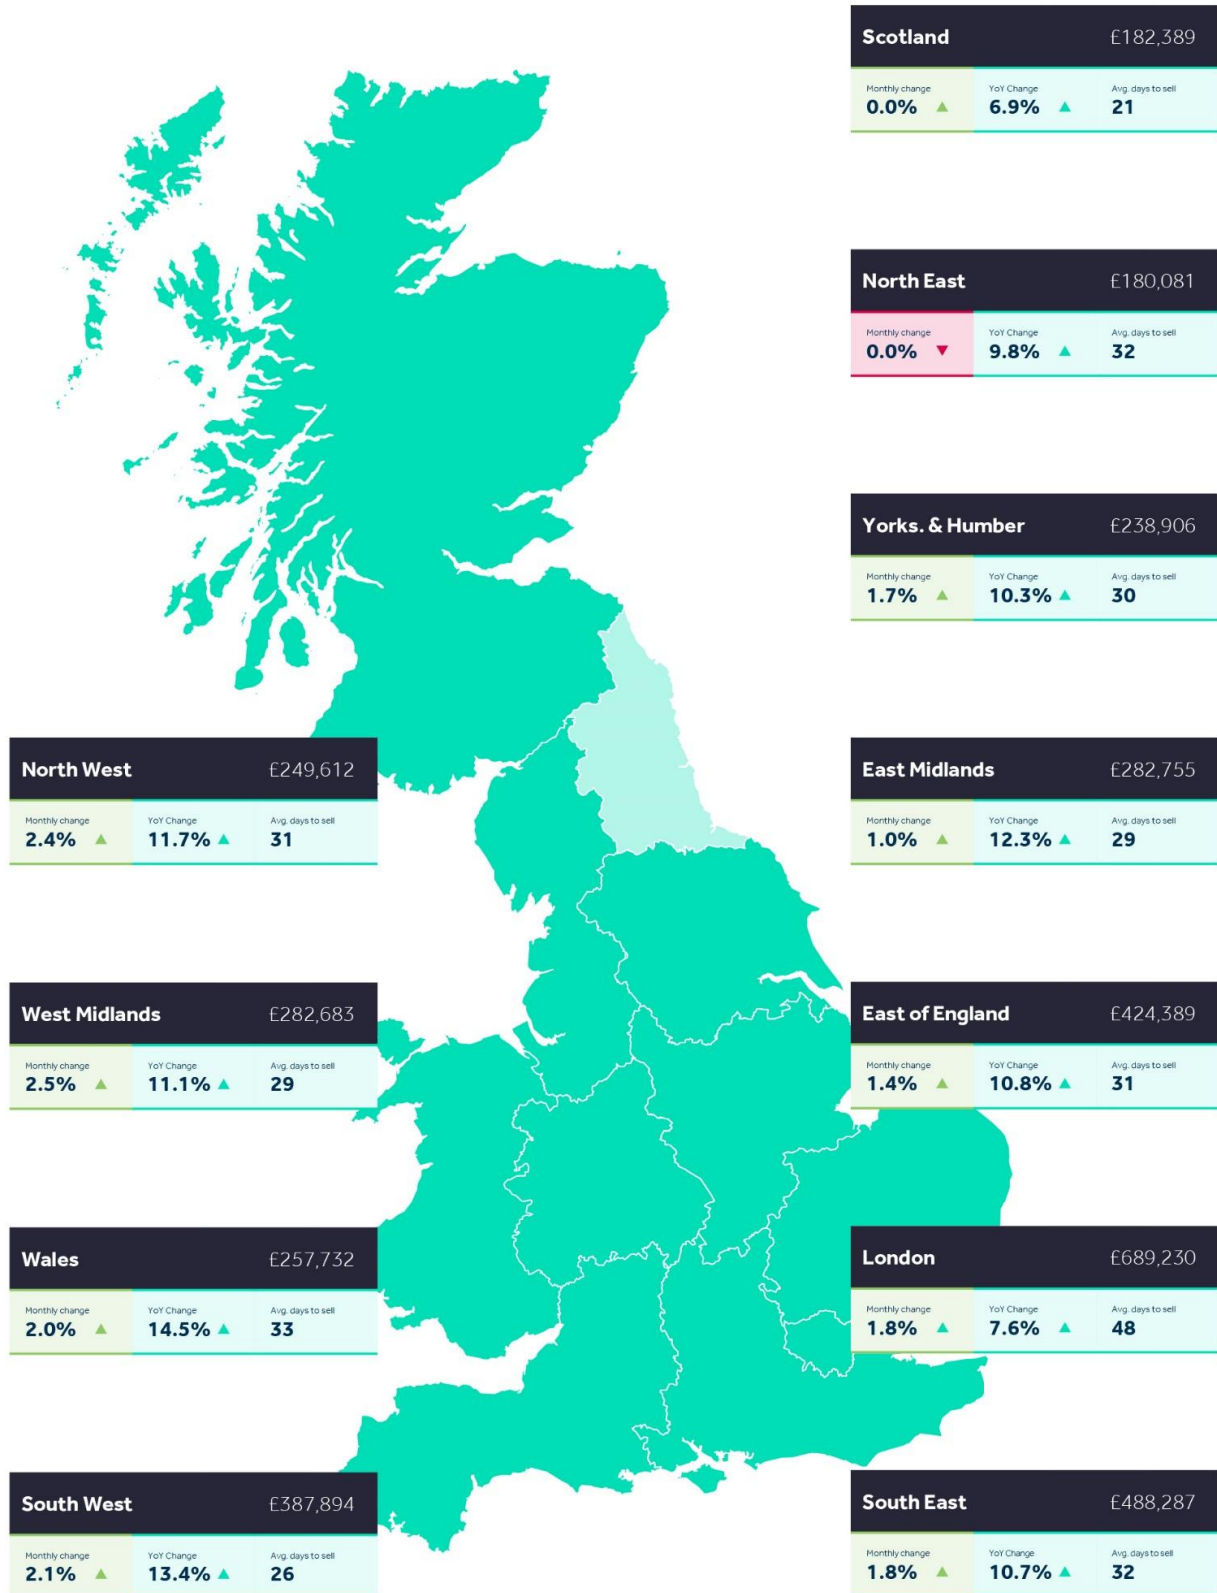 Scotland £182,389
Monthly change YoY Change Avg. days to sell
0.0% ▲ 6.9% ▲ 21
North East £180,081
Monthly change YoY Change Avg. days to sell
0.0% ▼ 9.8% ▲ 32
Yorks. & Humber £238,906
Monthly change YoY Change Avg. days to sell
1.7% ▲ 10.3% ▲ 30
North West £249,612
Monthly change YoY Change Avg. days to sell
2.4% ▲ 11.7% ▲ 31
East Midlands £282,755
Monthly change YoY Change Avg. days to sell
1.0% ▲ 12.3% ▲ 29
West Midlands £282,683
Monthly change YoY Change Avg. days to sell
2.5% ▲ 11.1% ▲ 29
East of England £424,389
Monthly change YoY Change Avg. days to sell
1.4% ▲ 10.8% ▲ 31
Wales £257,732
Monthly change YoY Change Avg. days to sell
2.0% ▲ 14.5% ▲ 33
London £689,230
Monthly change YoY Change Avg. days to sell
1.8% ▲ 7.6% ▲ 48
South West £387,894
Monthly change YoY Change Avg. days to sell
2.1% ▲ 13.4% ▲ 26
South East £488,287
Monthly change YoY Change Avg. days to sell
1.8% ▲ 10.7% ▲ 32